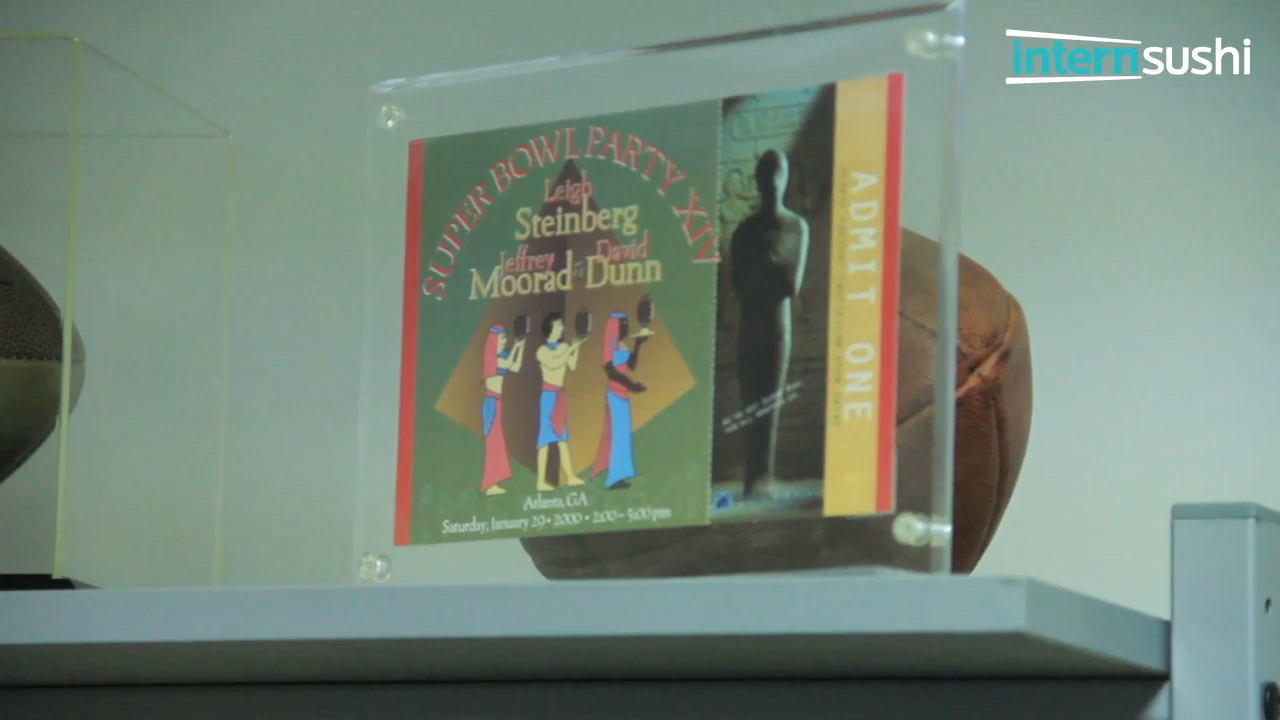 internsushi
SUPER BOWL PARTY XIV
Leigh
Steinberg
Jeffrey David
Moorad Dunn
ADMIT ONE
Atlanta, GA
Saturday, January 29 • 2000 • 2:00 – 5:00 pm